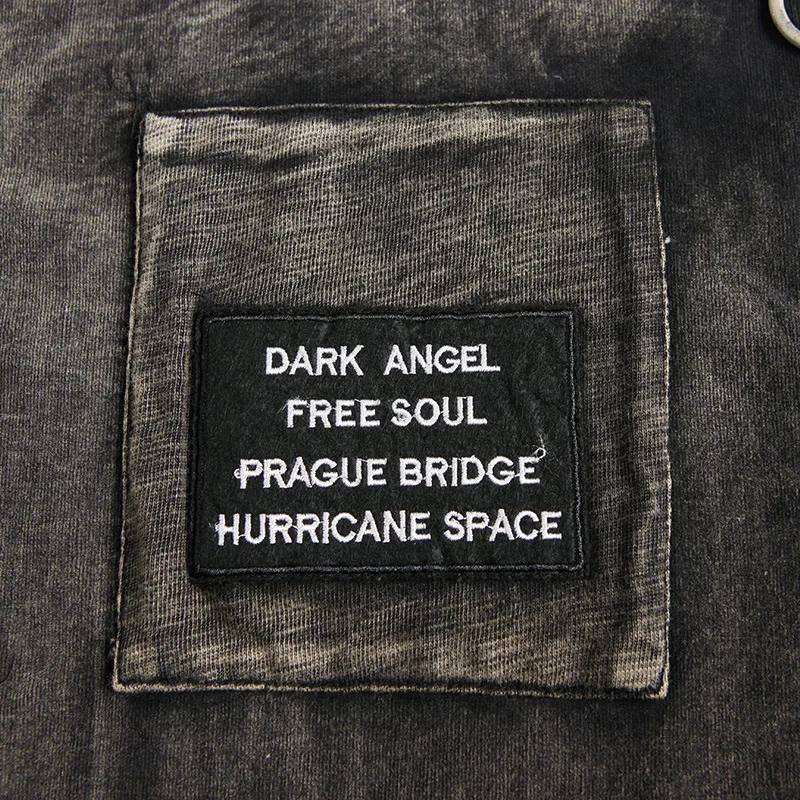 DARK ANGEL
FREE SOUL
PRAGUE BRIDGE
HURRICANE SPACE